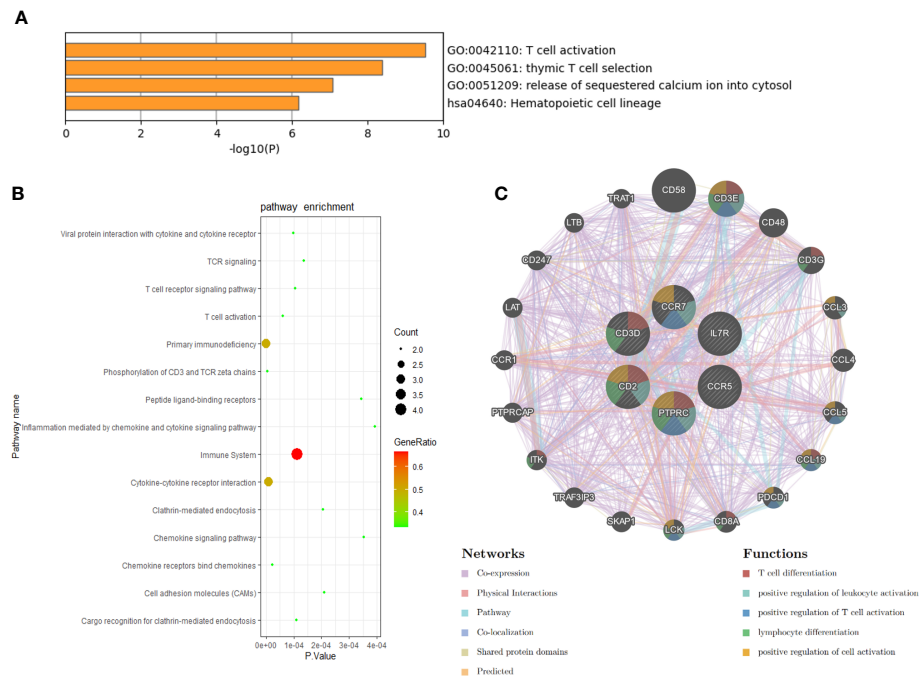 A
GO:0042110: T cell activation
GO:0045061: thymic T cell selection
GO:0051209: release of sequestered calcium ion into cytosol
hsa04640: Hematopoietic cell lineage
0 2 4 6 8 10
-log10(P)
B
pathway enrichment
Pathway name
Viral protein interaction with cytokine and cytokine receptor
TCR signaling
T cell receptor signaling pathway
T cell activation
Primary immunodeficiency
Phosphorylation of CD3 and TCR zeta chains
Peptide ligand-binding receptors
Inflammation mediated by chemokine and cytokine signaling pathway
Immune System
Cytokine-cytokine receptor interaction
Clathrin-mediated endocytosis
Chemokine signaling pathway
Chemokine receptors bind chemokines
Cell adhesion molecules (CAMs)
Cargo recognition for clathrin-mediated endocytosis
0e+00 1e-04 2e-04 3e-04 4e-04
P.Value
Count
2.0
2.5
3.0
3.5
4.0
GeneRatio
0.6
0.5
0.4
C
CD58
TRAT1
CD3E
LTB
CD48
CD247
CD3G
CCR7
LAT
CCL3
CD3D
IL7R
CCR1
CCL4
CD2
CCR5
PTPRCAP
PTPRC
CCL5
ITK
CCL19
TRAF3IP3
PDCD1
SKAP1
LCK
CD8A
Networks
Co-expression
Physical Interactions
Pathway
Co-localization
Shared protein domains
Predicted
Functions
T cell differentiation
positive regulation of leukocyte activation
positive regulation of T cell activation
lymphocyte differentiation
positive regulation of cell activation